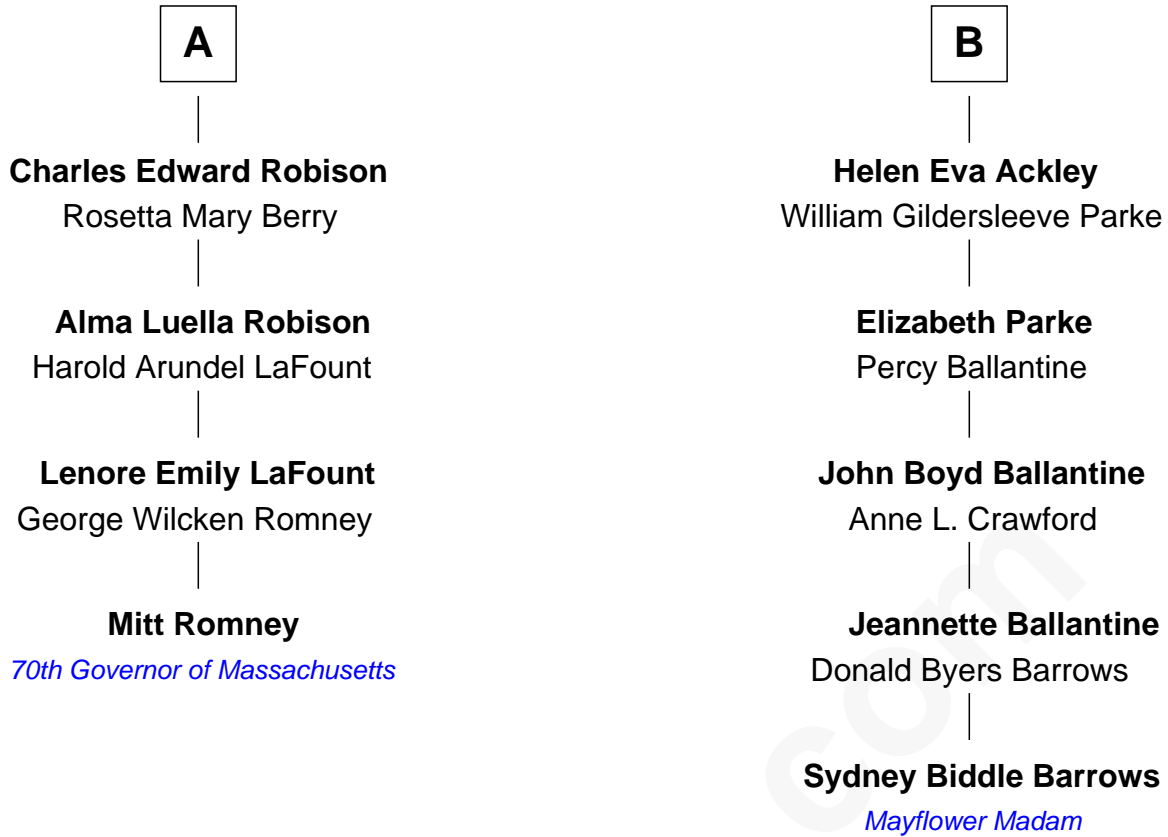 A
Charles Edward Robison
Rosetta Mary Berry
Alma Luella Robison
Harold Arundel LaFount
Lenore Emily LaFount
George Wilcken Romney
Mitt Romney
70th Governor of Massachusetts
B
Helen Eva Ackley
William Gildersleeve Parke
Elizabeth Parke
Percy Ballantine
John Boyd Ballantine
Anne L. Crawford
Jeannette Ballantine
Donald Byers Barrows
Sydney Biddle Barrows
Mayflower Madam
com